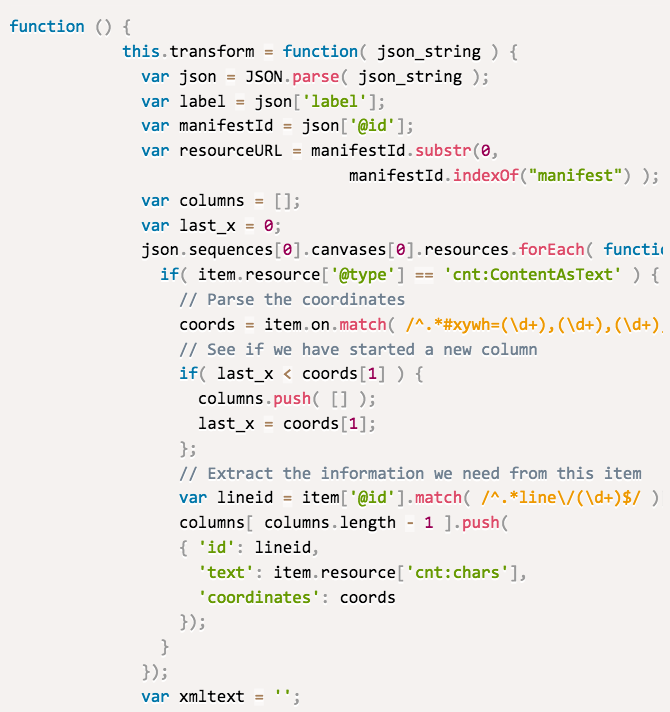 function () {
this.transform = function( json_string ) {
var json = JSON.parse( json_string );
var label = json['label'];
var manifestId = json['@id'];
var resourceURL = manifestId.substr(0,
manifestId.indexOf("manifest") );
var columns = [];
var last_x = 0;
json.sequences[0].canvases[0].resources.forEach( functi
if( item.resource['@type'] == 'cnt:ContentAsText' ) {
// Parse the coordinates
coords = item.on.match( /^.*#xywh=(\d+),(\d+),(\d+),
// See if we have started a new column
if( last_x < coords[1] ) {
columns.push( [] );
last_x = coords[1];
};
// Extract the information we need from this item
var lineid = item['@id'].match( /^.*line\/(\d+)$/ )
columns[ columns.length - 1 ].push(
{ 'id': lineid,
'text': item.resource['cnt:chars'],
'coordinates': coords
});
}
});
var xmltext = '';